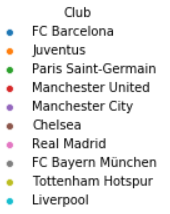 Club
FC Barcelona
Juventus
Paris Saint-Germain
Manchester United
Manchester City
Chelsea
Real Madrid
FC Bayern München
Tottenham Hotspur
Liverpool